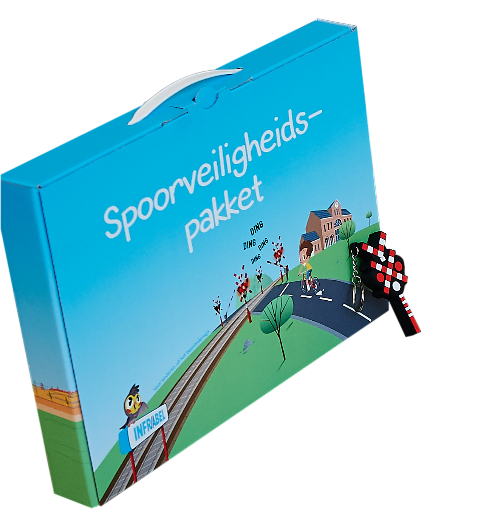 Spoorveiligheids-
pakket
DING
DING
DING
DING
INFRABEL